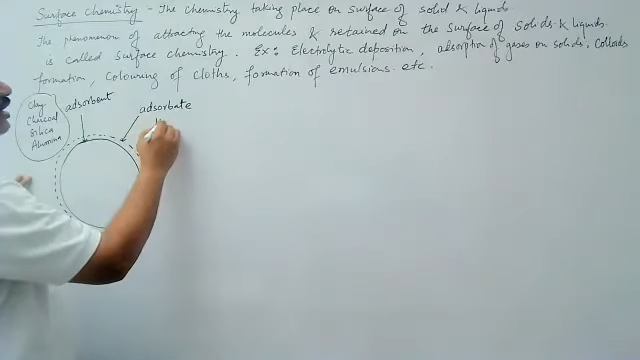 Surface Chemistry - The Chemistry taking place on surface of solid & liquids
The phenomenon of attracting the molecules & retained on the surface of solids & liquids.
is called surface chemistry. Ex: Electrolytic deposition, absorption of gases on solids, Colloids
formation, Colouring of Cloths, formation of emulsions. etc.
Clay
Charcoal
Silica
Alumina
adsorbent
adsorbate